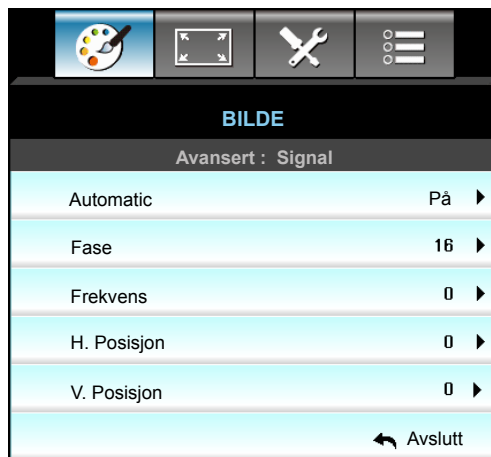 BILDE
Avansert : Signal
Automatic På
Fase 16
Frekvens 0
H. Posisjon 0
V. Posisjon 0
Avslutt